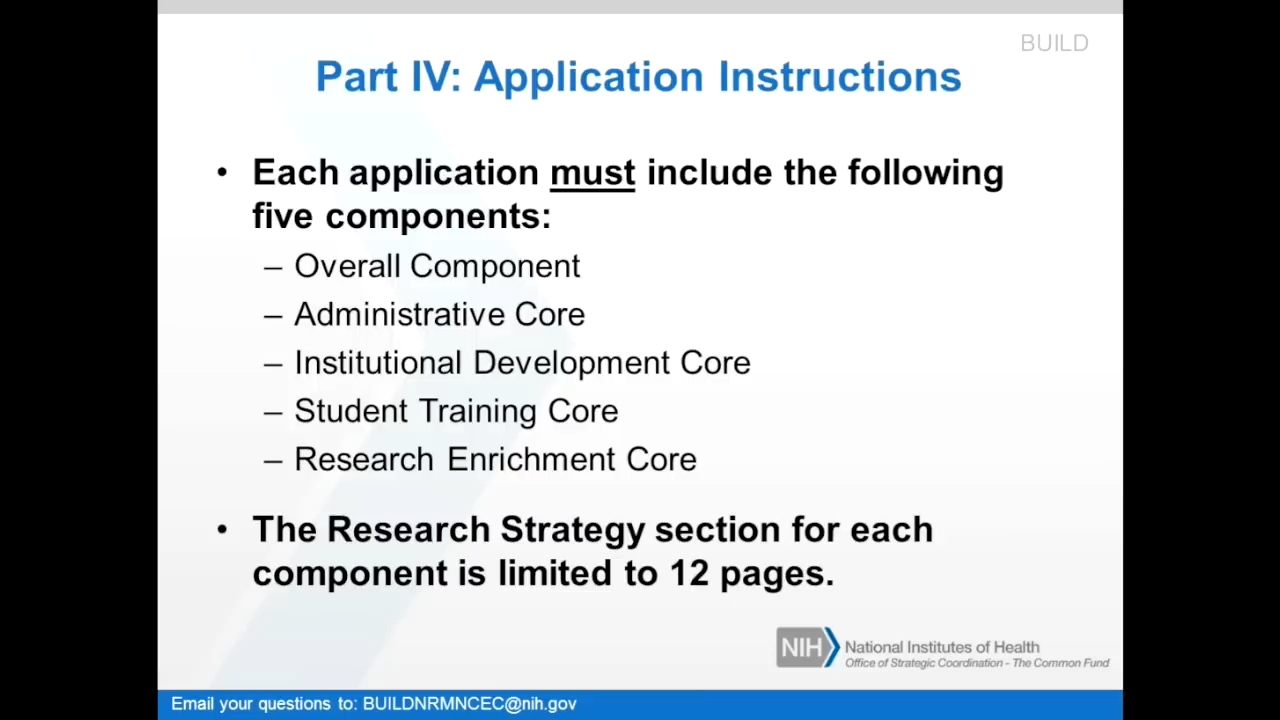 BUILD
Part IV: Application Instructions
• Each application must include the following
five components:
– Overall Component
– Administrative Core
– Institutional Development Core
– Student Training Core
– Research Enrichment Core
• The Research Strategy section for each
component is limited to 12 pages.
NIH National Institutes of Health
Office of Strategic Coordination - The Common Fund
Email your questions to: BUILDNRMNCEC@nih.gov